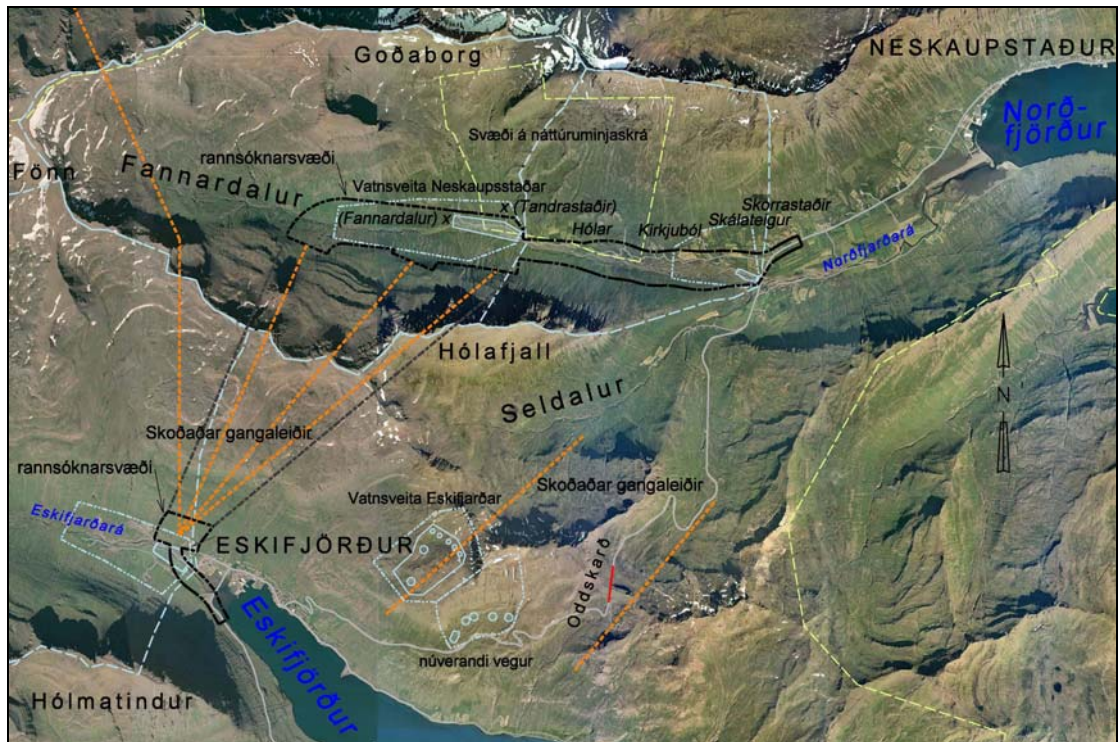 Goðaborg
NESKAUPSTAÐUR
Norð-
fjörður
Svæði á náttúruminjaskrá
Fönn
Fannardalur
rannsóknarsvæði
Vatnsveita Neskaupsstaðar
x (Tandrastaðir)
(Fannardalur) x
Hólar
Kirkjuból
Skorrastaðir
Skálateigur
Norðfjarðará
Hólafjall
Seldalur
N
Skoðaðar gangaleiðir
rannsóknarsvæði
Eskifjarðará
ESKIFJÖRÐUR
Vatnsveita Eskifjarðar
Skoðaðar gangaleiðir
Oddskarð
núverandi vegur
Eskifjörður
Hólmatindur